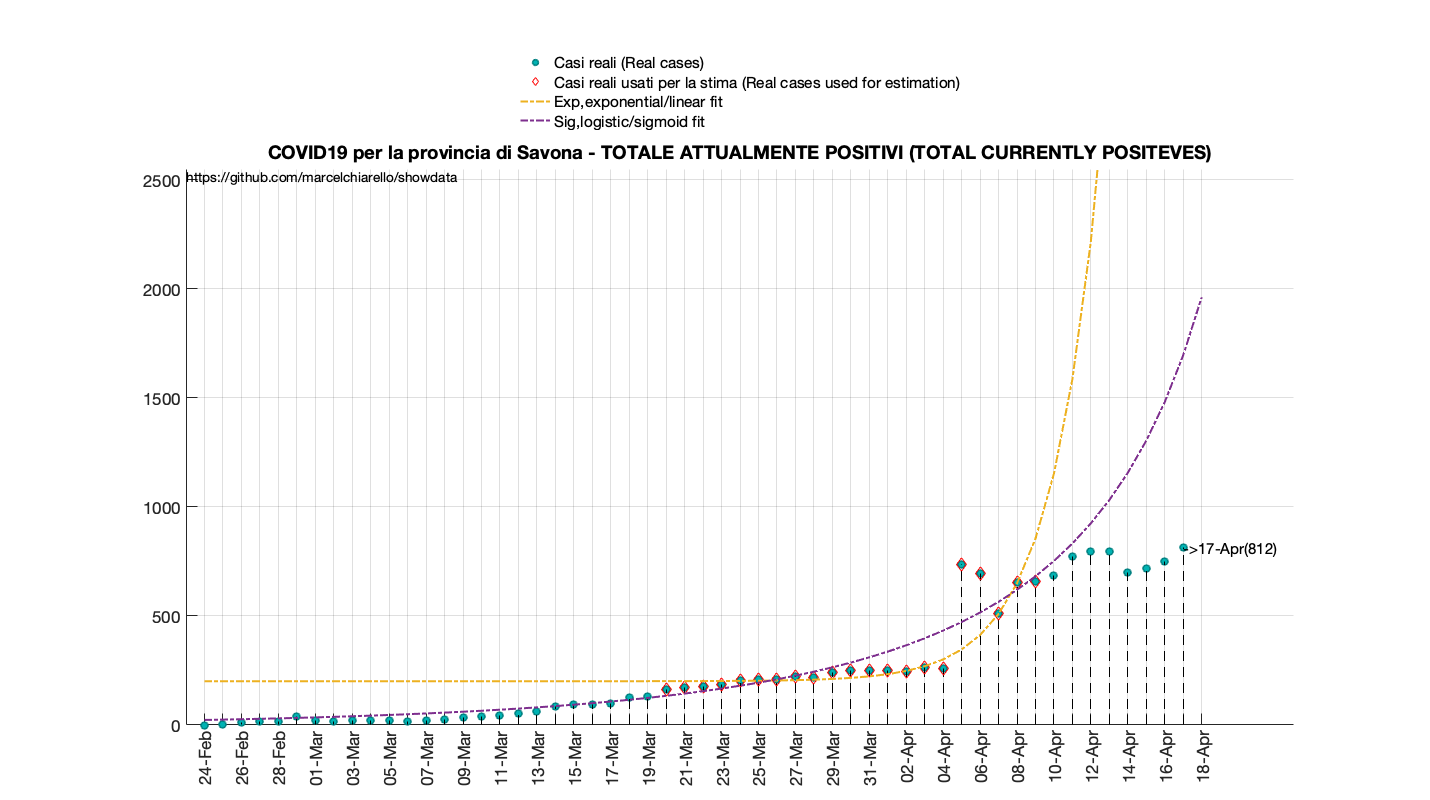 Casi reali (Real cases)
Casi reali usati per la stima (Real cases used for estimation)
Exp,exponential/linear fit
Sig,logistic/sigmoid fit
COVID19 per la provincia di Savona - TOTALE ATTUALMENTE POSITIVI (TOTAL CURRENTLY POSITEVES)
https://github.com/marcelchiarello/showdata
2500
2000
1500
1000
500
0
->17-Apr(812)
24-Feb
26-Feb
28-Feb
01-Mar
03-Mar
05-Mar
07-Mar
09-Mar
11-Mar
13-Mar
15-Mar
17-Mar
19-Mar
21-Mar
23-Mar
25-Mar
27-Mar
29-Mar
31-Mar
02-Apr
04-Apr
06-Apr
08-Apr
10-Apr
12-Apr
14-Apr
16-Apr
18-Apr